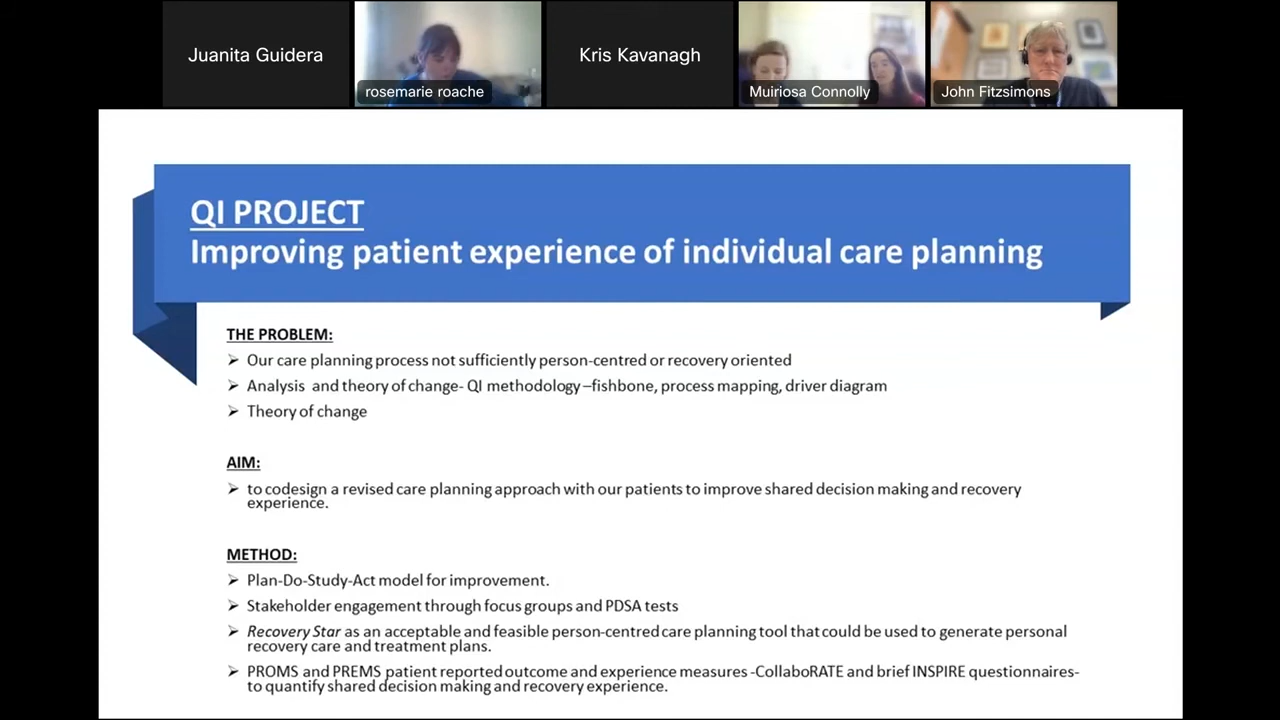 Juanita Guidera
rosemarie roache
Kris Kavanagh
Muiriosa Connolly
John Fitzsimons
QI PROJECT
Improving patient experience of individual care planning
THE PROBLEM:
➢ Our care planning process not sufficiently person-centred or recovery oriented
➢ Analysis and theory of change- QI methodology –fishbone, process mapping, driver diagram
➢ Theory of change
AIM:
➢ to codesign a revised care planning approach with our patients to improve shared decision making and recovery
experience.
METHOD:
➢ Plan-Do-Study-Act model for improvement.
➢ Stakeholder engagement through focus groups and PDSA tests
➢ Recovery Star as an acceptable and feasible person-centred care planning tool that could be used to generate personal
recovery care and treatment plans.
➢ PROMS and PREMS patient reported outcome and experience measures -CollaboRATE and brief INSPIRE questionnaires-
to quantify shared decision making and recovery experience.